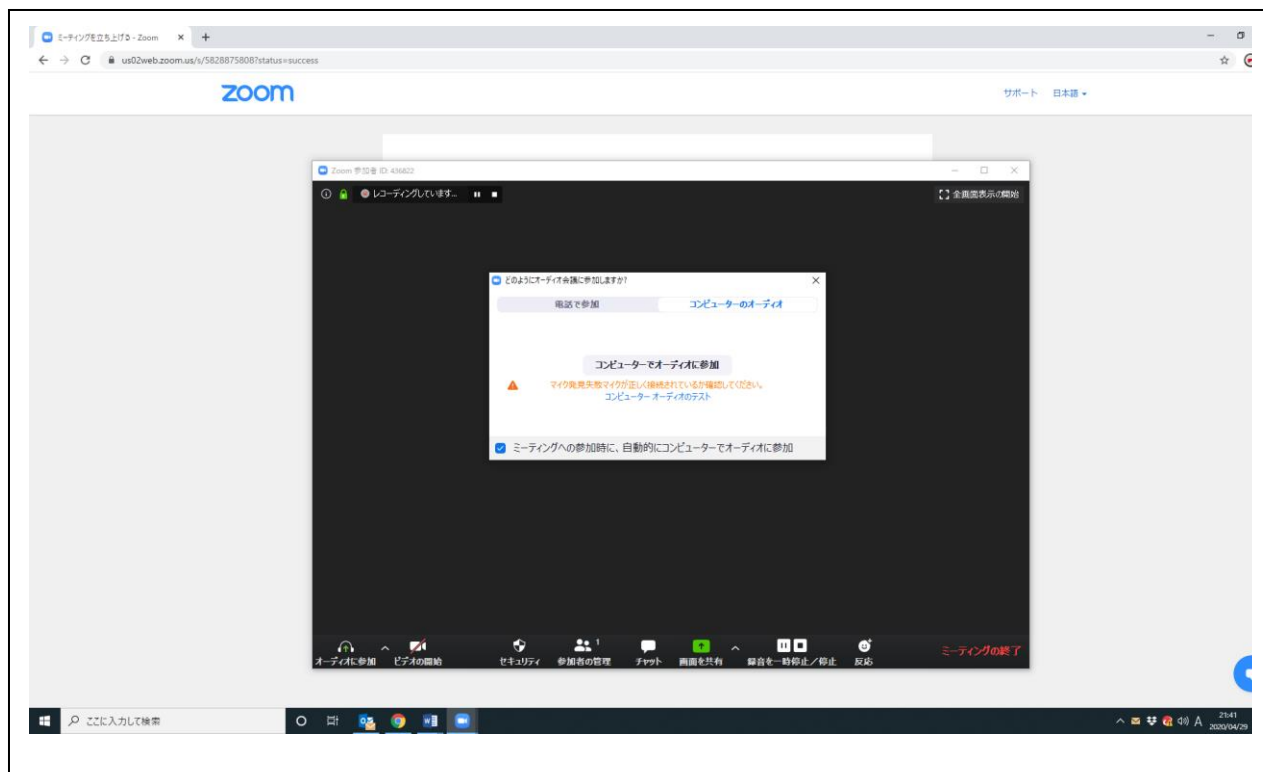 ミーティングを立ち上げる - Zoom
us02web.zoom.us/s/5828875808?status=success
zoom
サポート 日本語
Zoom 参加者 ID: 436822
レコーディングしています...
全画面表示の開始
どのようにオーディオ会議に参加しますか?
電話で参加 コンピューターのオーディオ
コンピューターでオーディオに参加
マイク発見失敗マイクが正しく接続されているか確認してください。
コンピューター オーディオのテスト
ミーティングへの参加時に、自動的にコンピューターでオーディオに参加
オーディオに参加 ビデオの開始 セキュリティ 参加者の管理 1 チャット 画面を共有 録音を一時停止/停止 反応 ミーティングの終了
ここに入力して検索
A 21:41
2020/04/29